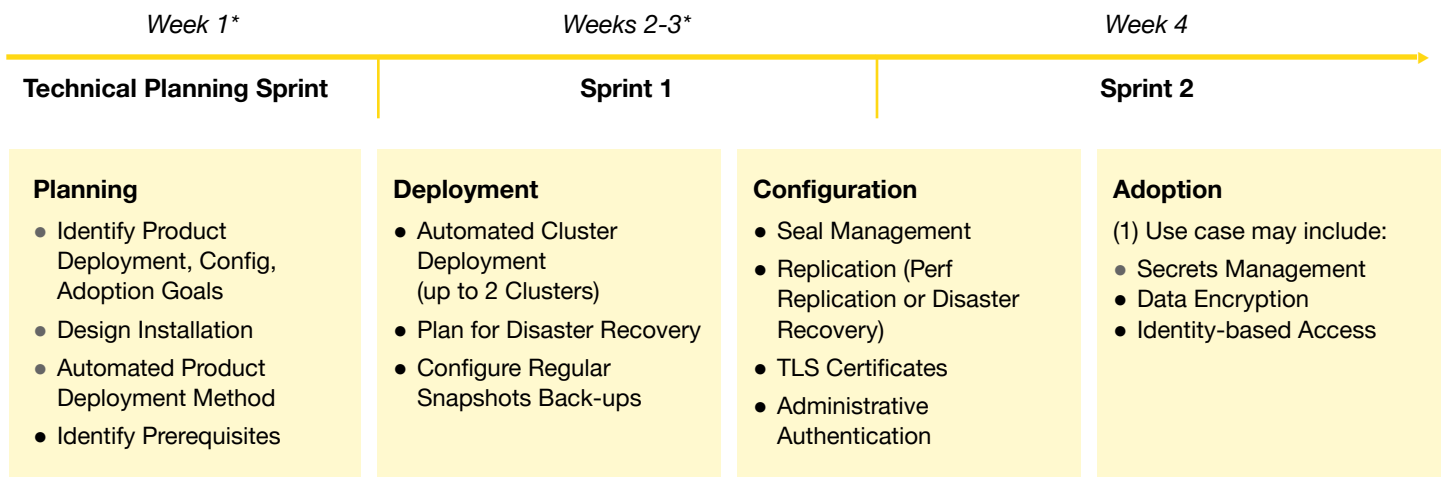 Week 1*
Weeks 2-3*
Week 4
Technical Planning Sprint
Sprint 1
Sprint 2
Planning
● Identify Product
Deployment, Config,
Adoption Goals
● Design Installation
● Automated Product
Deployment Method
● Identify Prerequisites
Deployment
● Automated Cluster
Deployment
(up to 2 Clusters)
● Plan for Disaster Recovery
● Configure Regular
Snapshots Back-ups
Configuration
● Seal Management
● Replication (Perf
Replication or Disaster
Recovery)
● TLS Certificates
● Administrative
Authentication
Adoption
(1) Use case may include:
● Secrets Management
● Data Encryption
● Identity-based Access